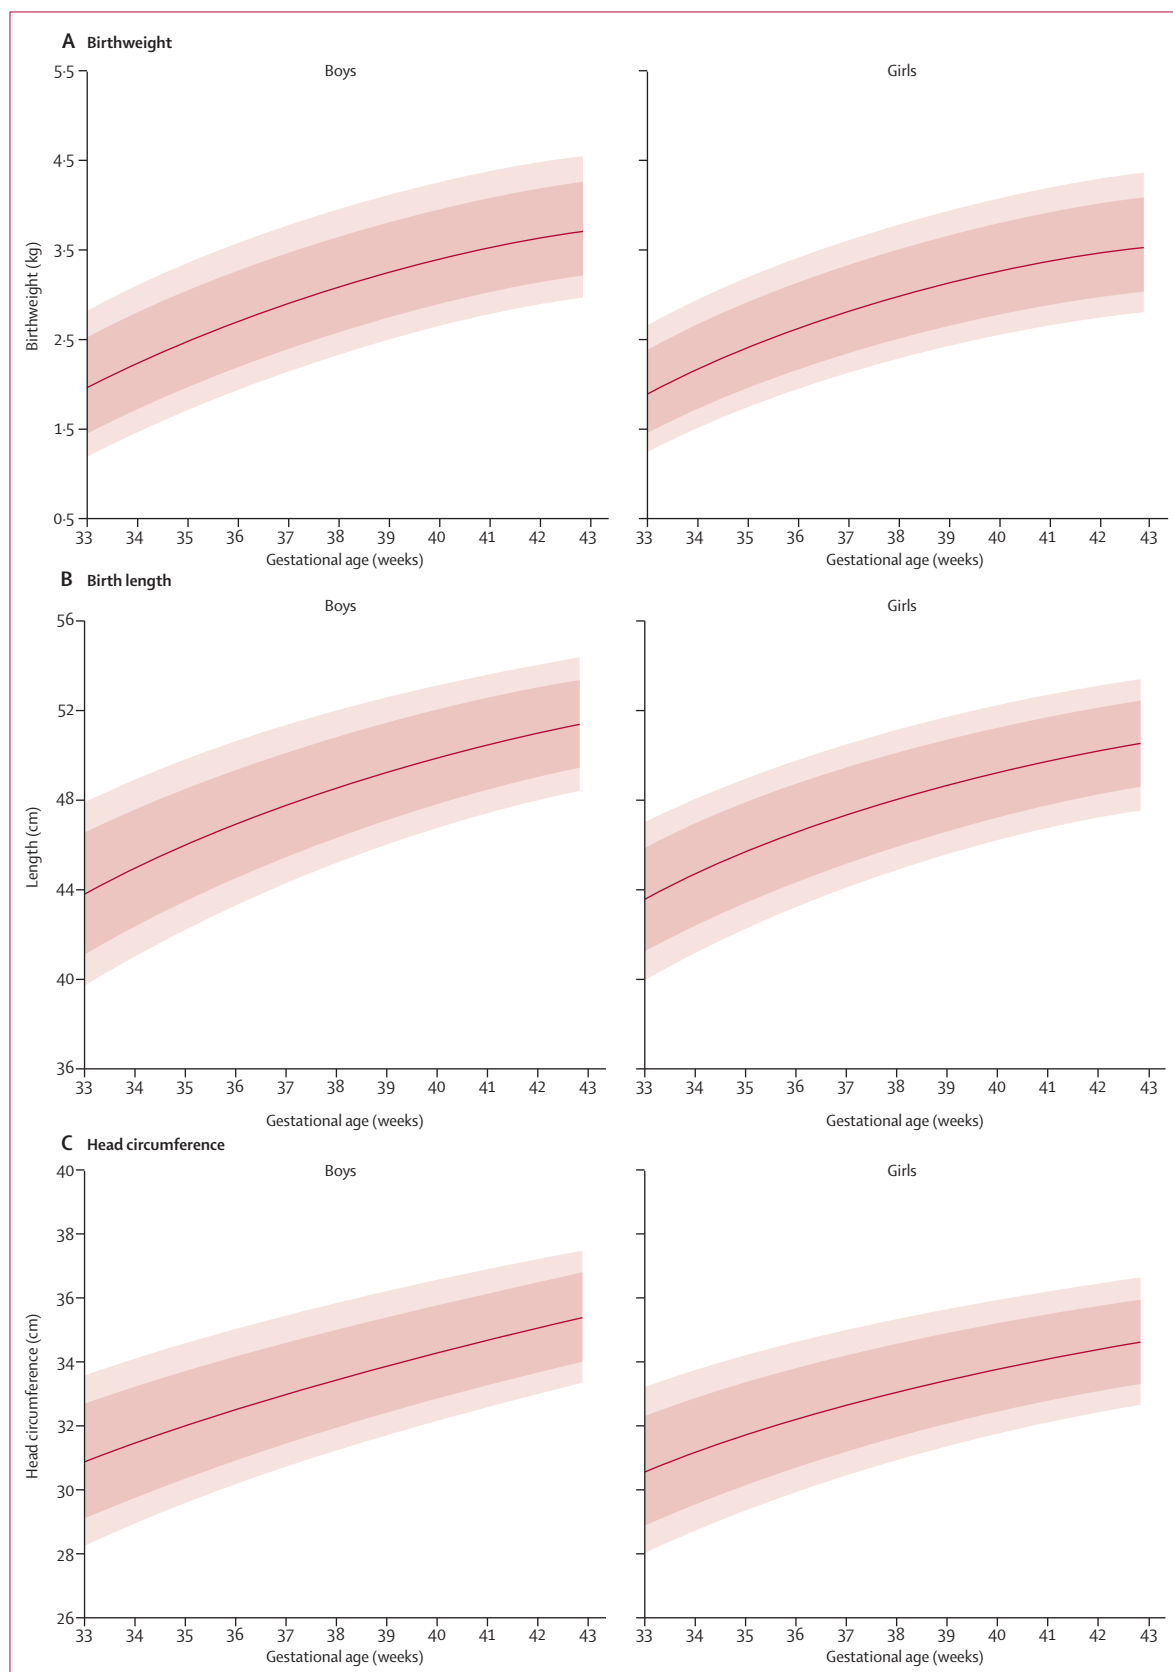 A Birthweight
Boys
Girls
5·5
4·5
3·5
2·5
1·5
0·5
Birthweight (kg)
33 34 35 36 37 38 39 40 41 42 43
33 34 35 36 37 38 39 40 41 42 43
Gestational age (weeks)
Gestational age (weeks)
B Birth length
Boys
Girls
56
52
48
44
40
36
Length (cm)
33 34 35 36 37 38 39 40 41 42 43
33 34 35 36 37 38 39 40 41 42 43
Gestational age (weeks)
Gestational age (weeks)
C Head circumference
Boys
Girls
40
38
36
34
32
30
28
26
Head circumference (cm)
33 34 35 36 37 38 39 40 41 42 43
33 34 35 36 37 38 39 40 41 42 43
Gestational age (weeks)
Gestational age (weeks)